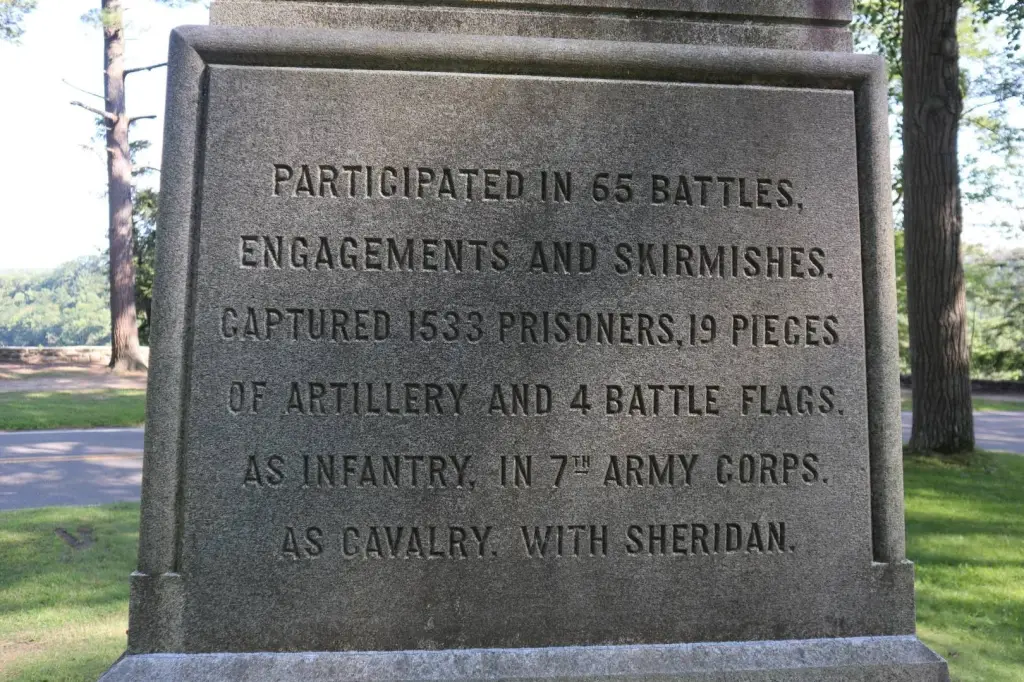 PARTICIPATED IN 65 BATTLES,
ENGAGEMENTS AND SKIRMISHES.
CAPTURED 1533 PRISONERS, 19 PIECES
OF ARTILLERY AND 4 BATTLE FLAGS.
AS INFANTRY, IN 7TH ARMY CORPS.
AS CAVALRY. WITH SHERIDAN.